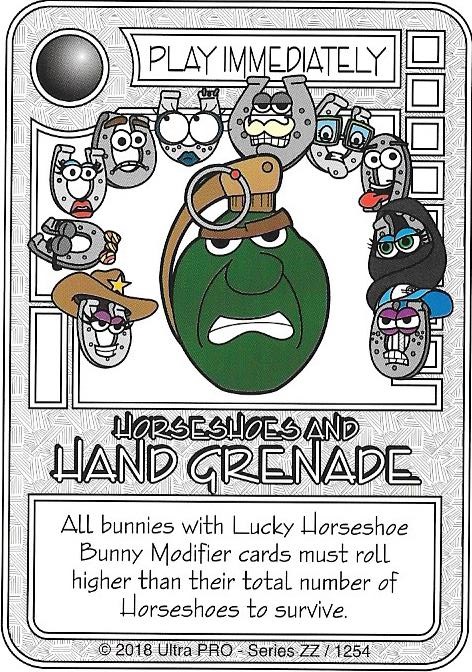 PLAY IMMEDIATELY
HORSESHOES AND
HAND GRENADE
All bunnies with Lucky Horseshoe
Bunny Modifier cards must roll
higher than their total number of
Horseshoes to survive.
© 2018 Ultra PRO - Series ZZ / 1254